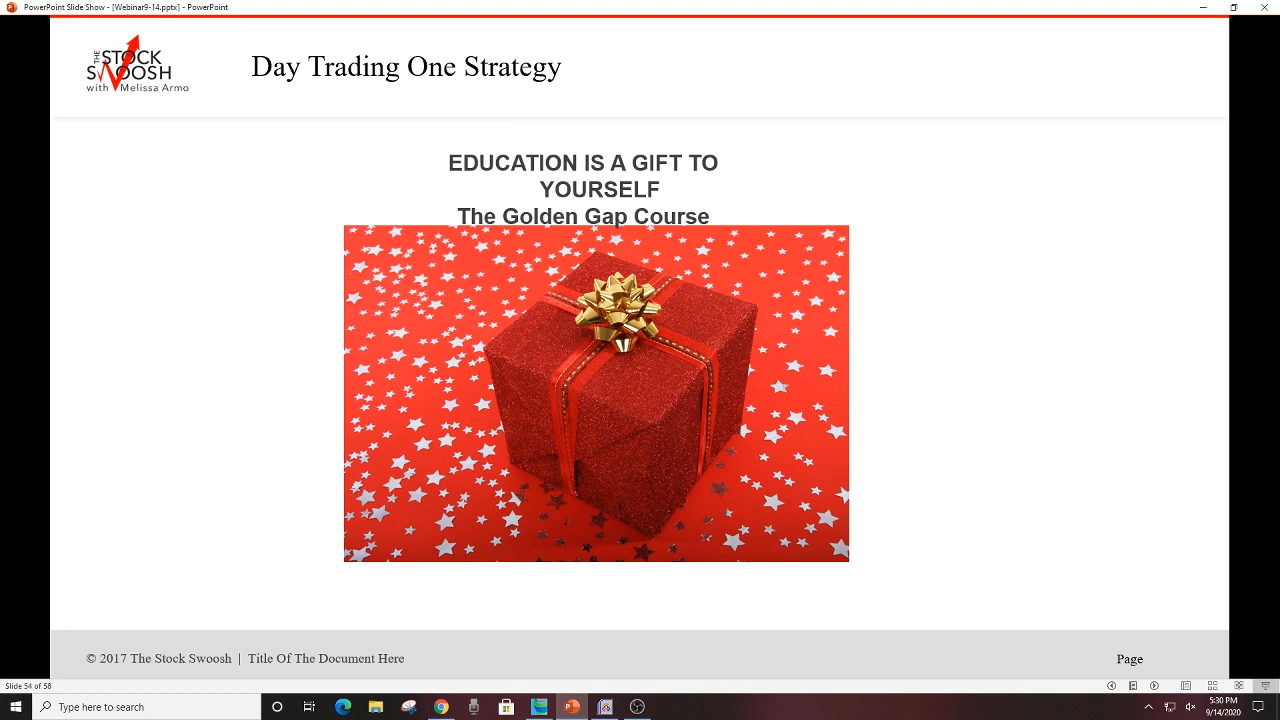 PowerPoint Slide Show - [Webinar9-14.pptx] - PowerPoint
THE
STOCK
SWOOSH
with Melissa Armo
Day Trading One Strategy
EDUCATION IS A GIFT TO
YOURSELF
The Golden Gap Course
© 2017 The Stock Swoosh | Title Of The Document Here
Page
Slide 54 of 58
Type here to search
5:30 PM
9/14/2020